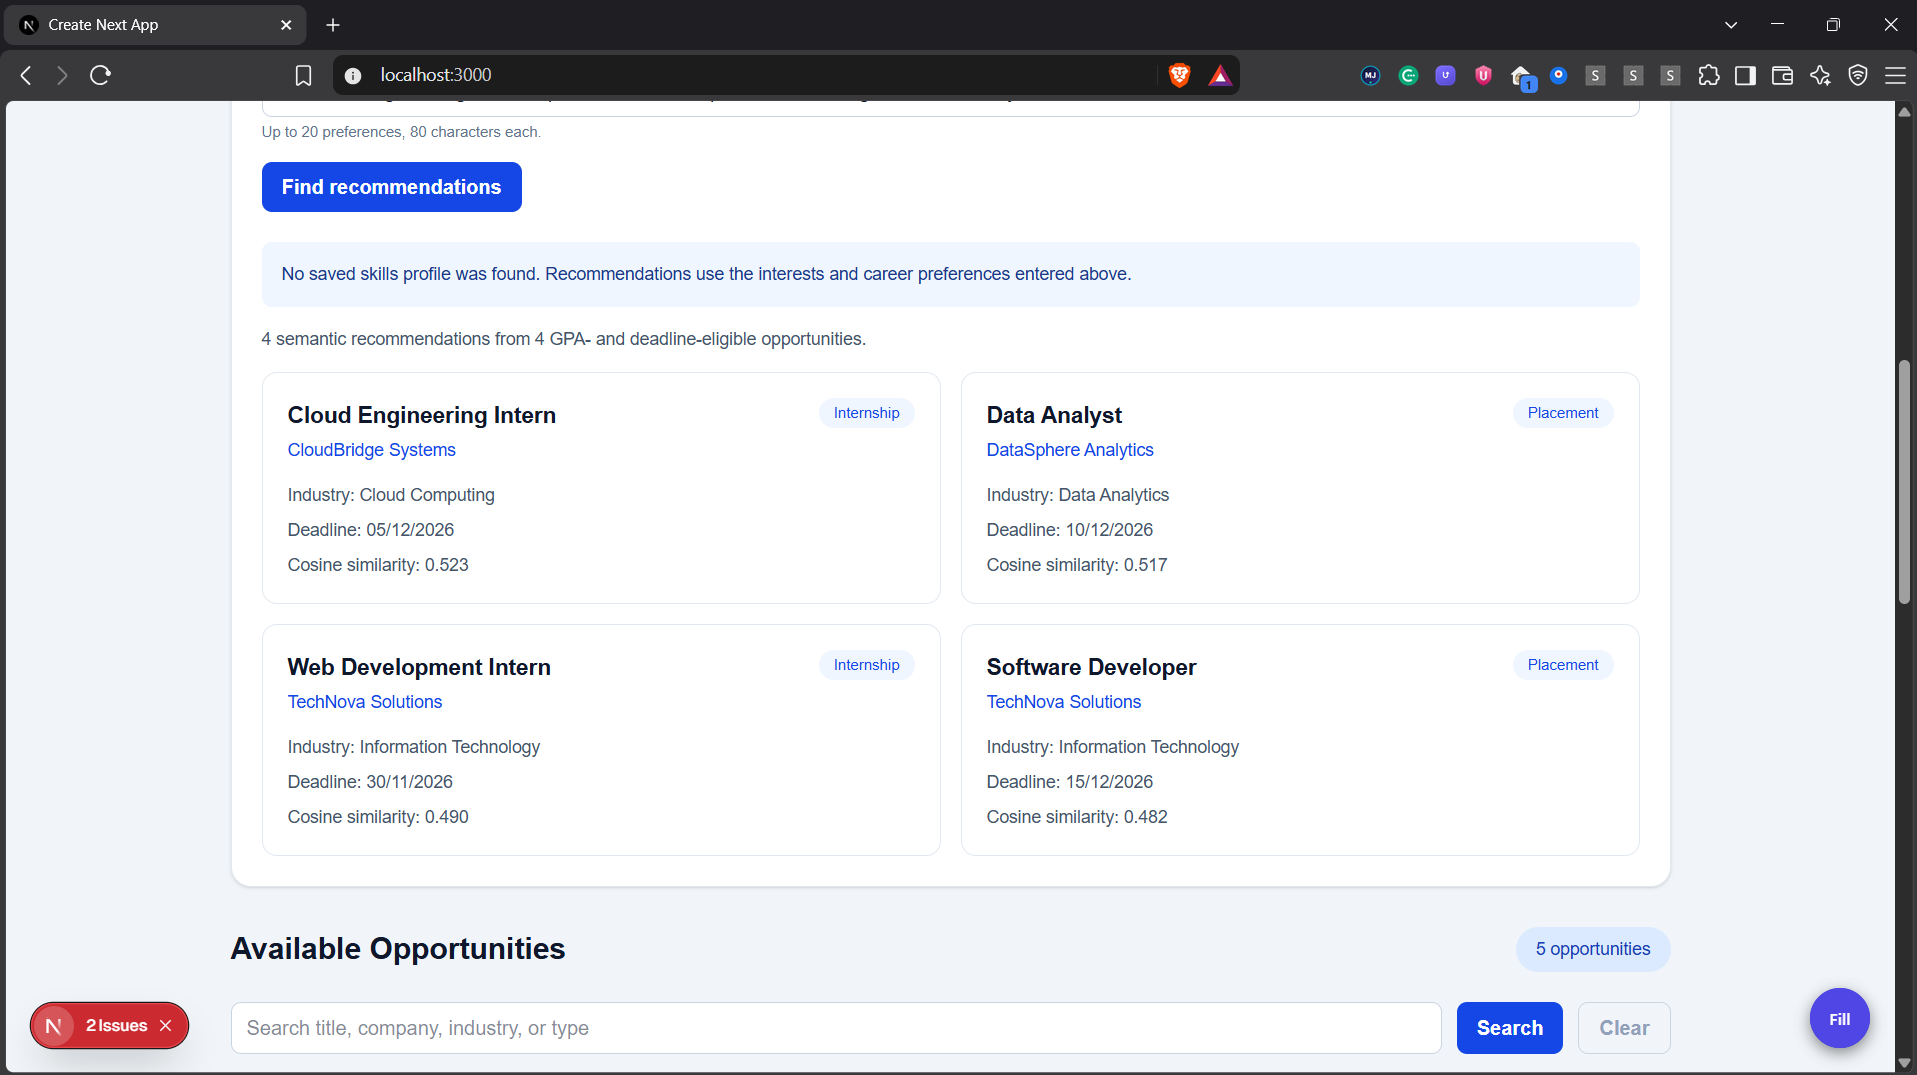 Create Next App
localhost:3000
Up to 20 preferences, 80 characters each.
Find recommendations
No saved skills profile was found. Recommendations use the interests and career preferences entered above.
4 semantic recommendations from 4 GPA- and deadline-eligible opportunities.
Cloud Engineering Intern
Internship
CloudBridge Systems
Industry: Cloud Computing
Deadline: 05/12/2026
Cosine similarity: 0.523
Data Analyst
Placement
DataSphere Analytics
Industry: Data Analytics
Deadline: 10/12/2026
Cosine similarity: 0.517
Web Development Intern
Internship
TechNova Solutions
Industry: Information Technology
Deadline: 30/11/2026
Cosine similarity: 0.490
Software Developer
Placement
TechNova Solutions
Industry: Information Technology
Deadline: 15/12/2026
Cosine similarity: 0.482
Available Opportunities
5 opportunities
N 2 Issues
Search title, company, industry, or type
Search
Clear
Fill